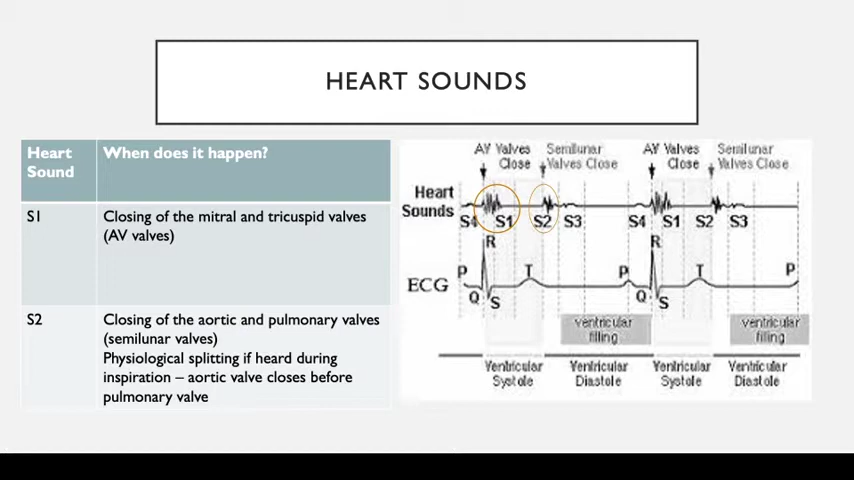 HEART SOUNDS
Heart
Sound
When does it happen?
S1
Closing of the mitral and tricuspid valves
(AV valves)
S2
Closing of the aortic and pulmonary valves
(semilunar valves)
Physiological splitting if heard during
inspiration – aortic valve closes before
pulmonary valve
AV Valves
Close
Semilunar
Valves Close
AV Valves
Close
Semilunar
Valves Close
Heart
Sounds
S4 S1 S2 S3 S4 S1 S2 S3
R R
ECG
P T P T P
Q S Q S
ventricular
filling
ventricular
filling
Ventricular
Systole
Ventricular
Diastole
Ventricular
Systole
Ventricular
Diastole